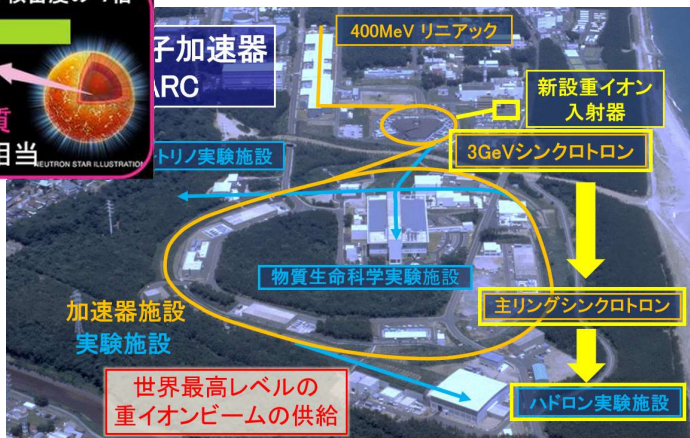 子加速器
ARC
質
相当
NEUTRON STAR ILLUSTRATION
400MeV リニアック
新設重イオン
入射器
3GeVシンクロトロン
トリノ実験施設
物質生命科学実験施設
加速器施設
実験施設
主リングシンクロトロン
世界最高レベルの
重イオンビームの供給
ハドロン実験施設